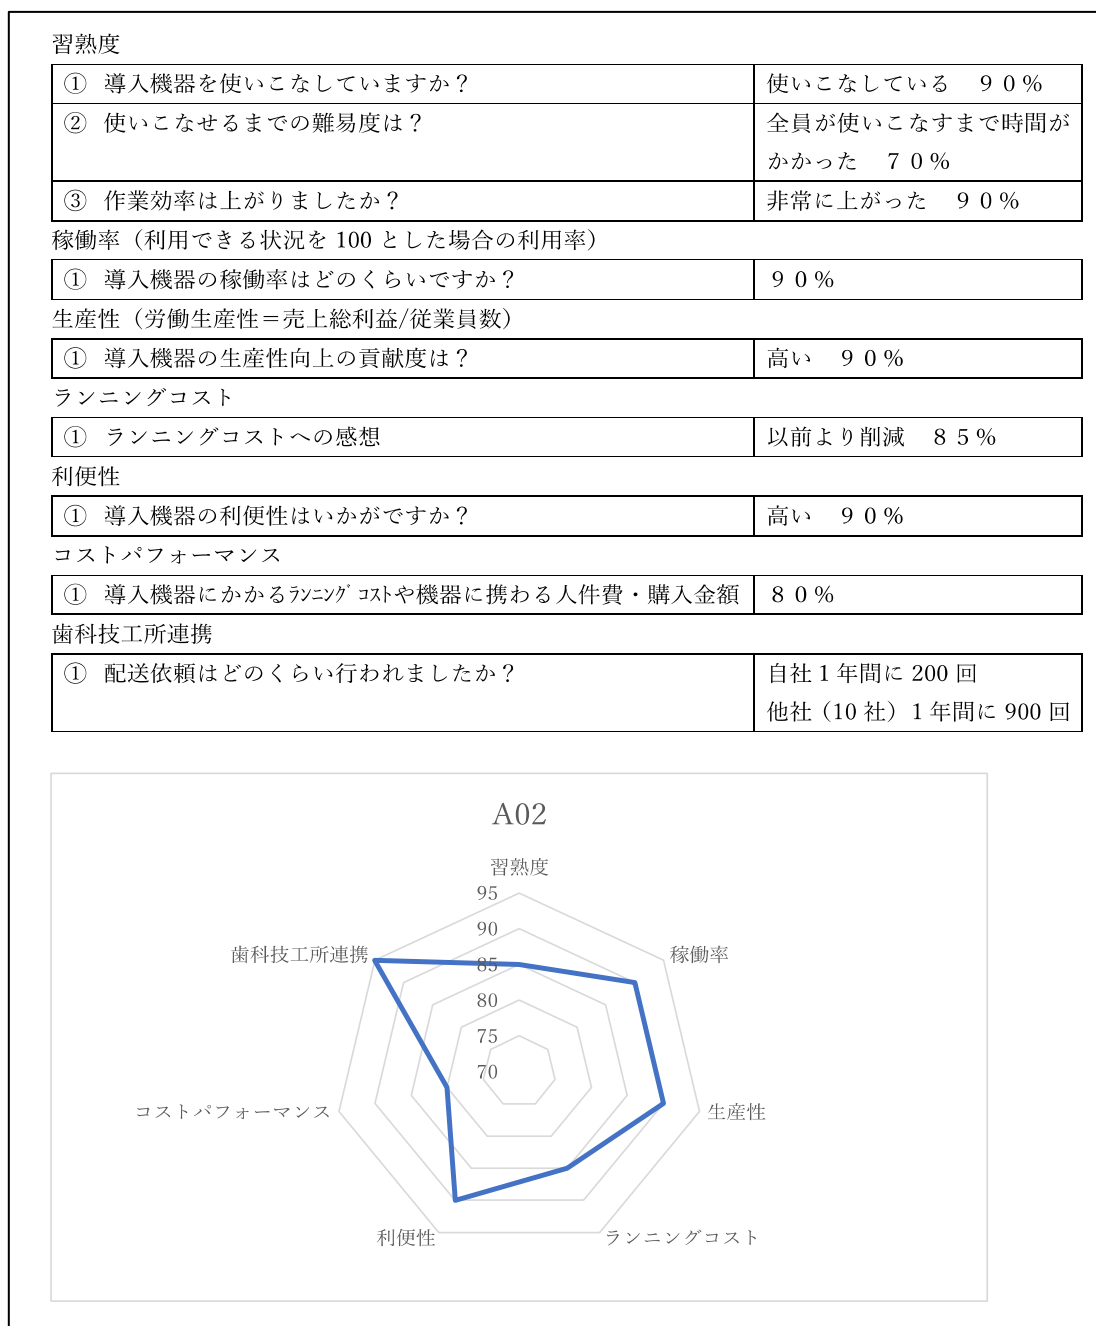 習熟度
① 導入機器を使いこなしていますか？ 使いこなしている　９０%
② 使いこなせるまでの難易度は？ 全員が使いこなすまで時間が
かかった　７０%
③ 作業効率は上がりましたか？ 非常に上がった　９０%
稼働率（利用できる状況を 100 とした場合の利用率）
① 導入機器の稼働率はどのくらいですか？ ９０%
生産性（労働生産性＝売上総利益/従業員数）
① 導入機器の生産性向上の貢献度は？ 高い　９０%
ランニングコスト
① ランニングコストへの感想 以前より削減　８５%
利便性
① 導入機器の利便性はいかがですか？ 高い　９０%
コストパフォーマンス
① 導入機器にかかるﾗﾝﾆﾝｸﾞｺｽﾄや機器に携わる人件費・購入金額 ８０%
歯科技工所連携
① 配送依頼はどのくらい行われましたか？ 自社１年間に 200 回
他社（10 社）１年間に 900 回
A02
習熟度
95
90
歯科技工所連携 稼働率
85
80
75
70
コストパフォーマンス 生産性
利便性 ランニングコスト